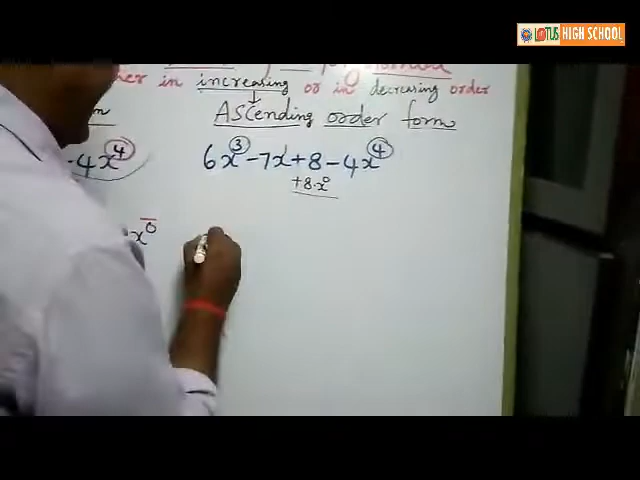 LOTUS HIGH SCHOOL
in increasing or in decreasing order
Ascending order form
-4x⁴
6x³-7x+8-4x⁴
+8·x⁰
x⁰